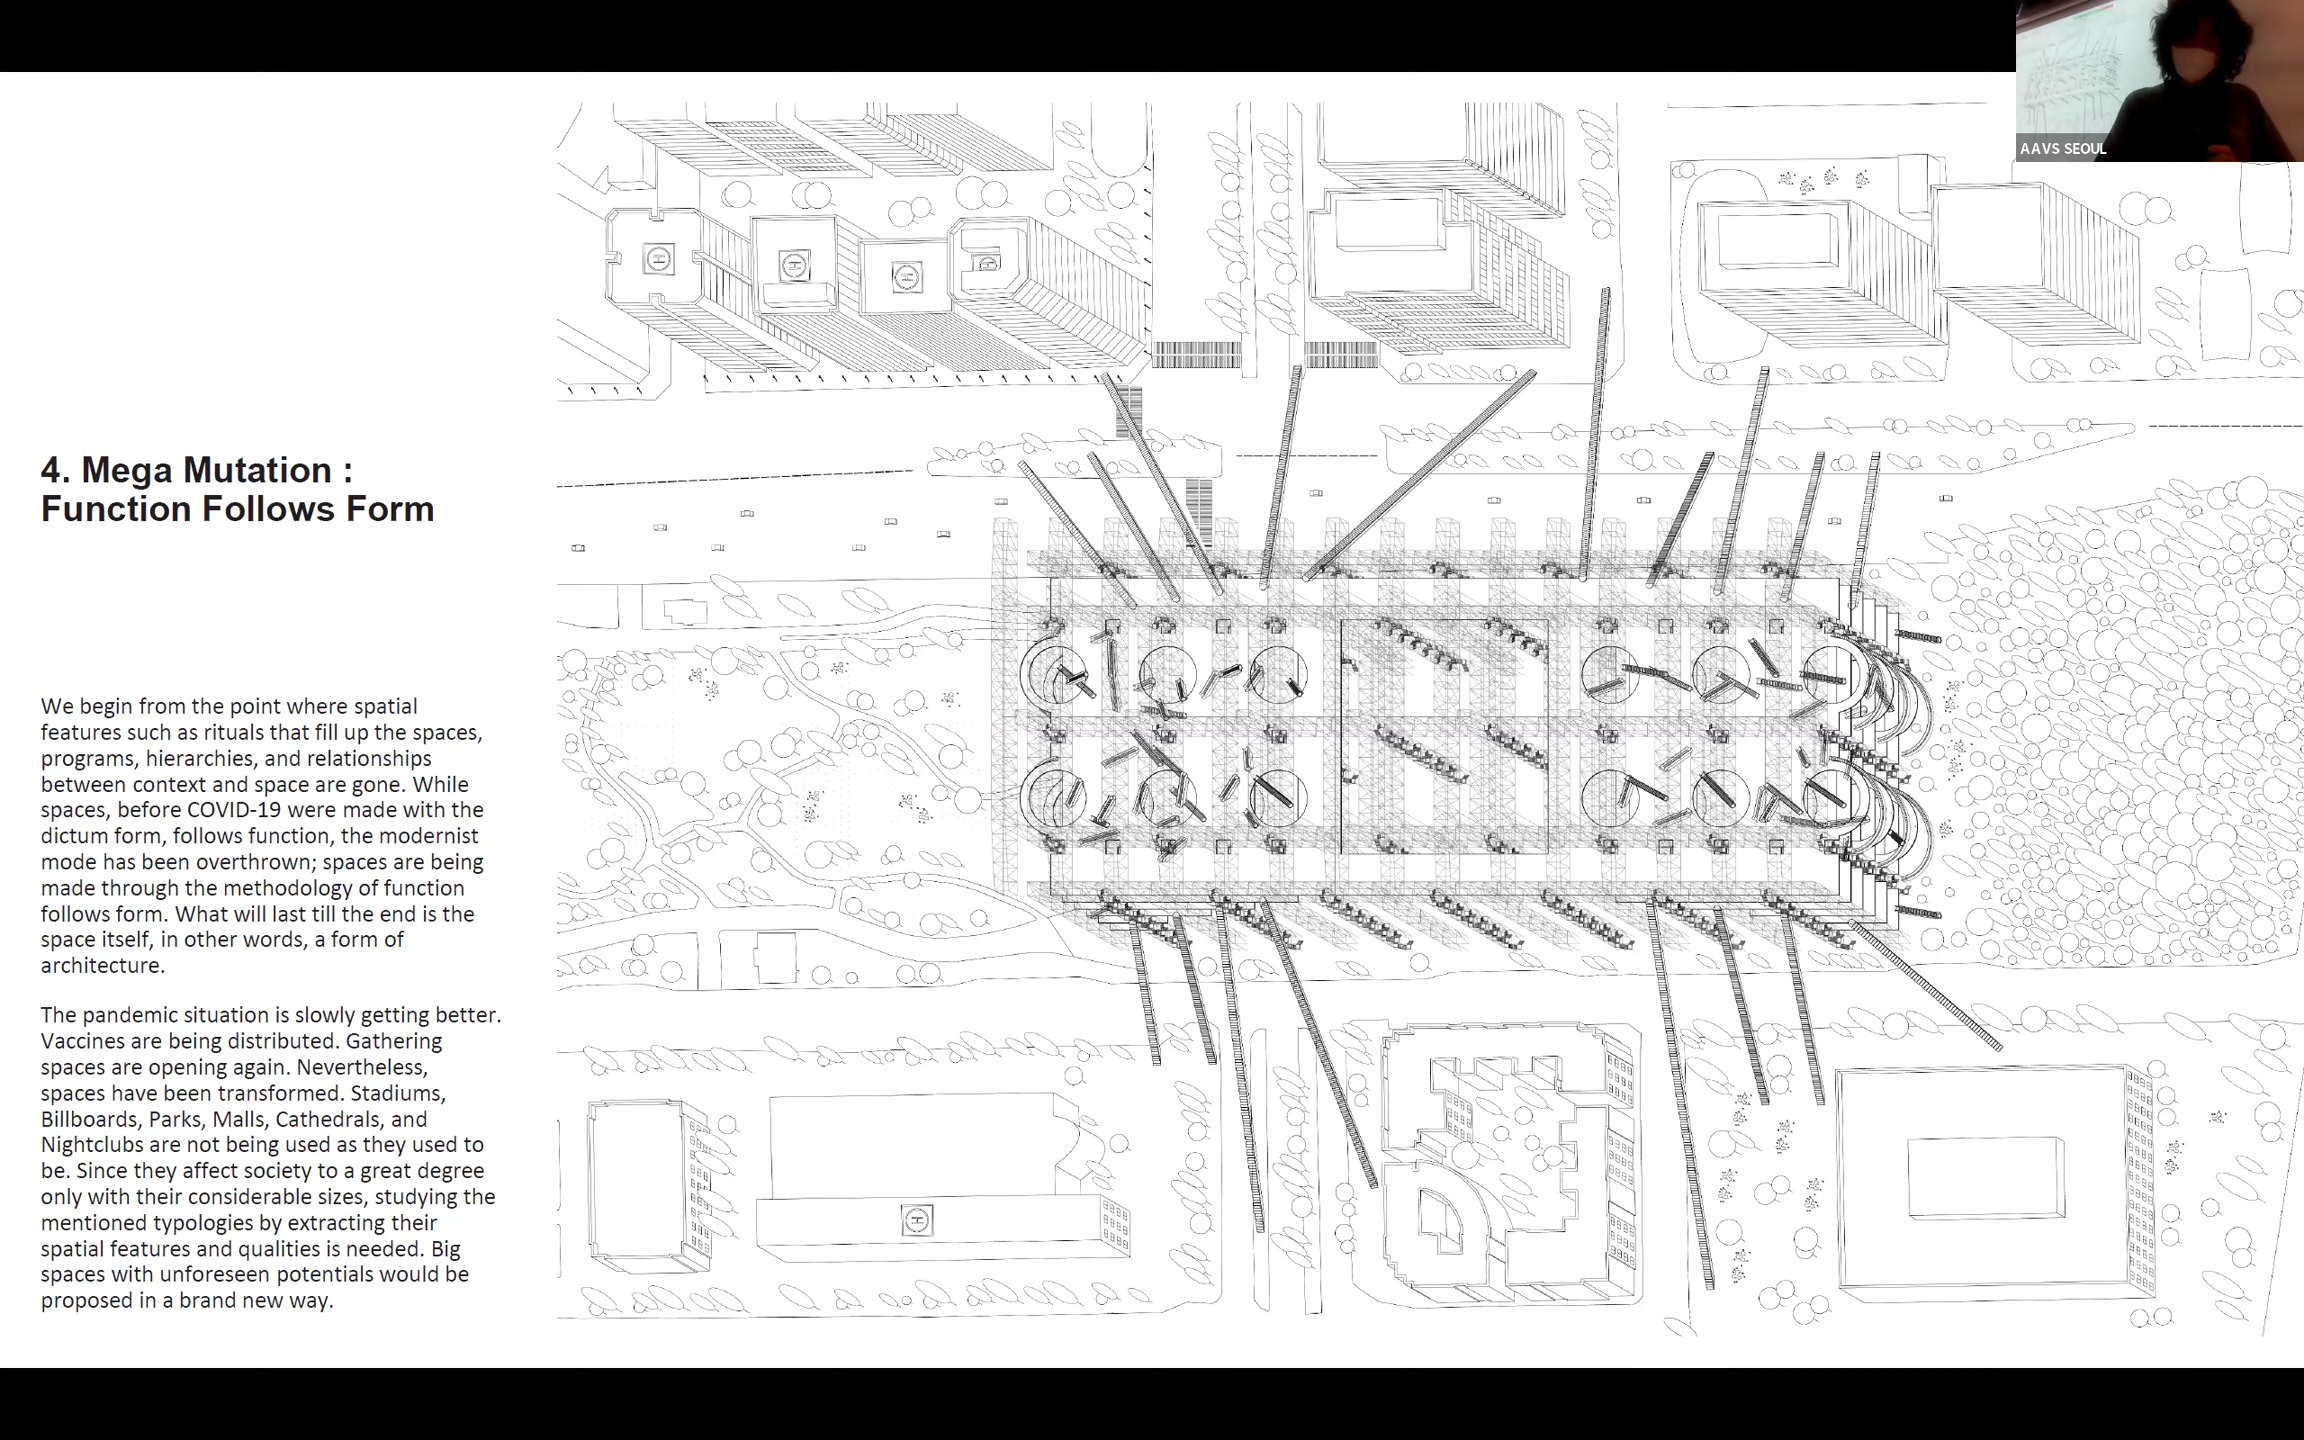 AAVS SEOUL
4. Mega Mutation :
Function Follows Form
We begin from the point where spatial
features such as rituals that fill up the spaces,
programs, hierarchies, and relationships
between context and space are gone. While
spaces, before COVID-19 were made with the
dictum form, follows function, the modernist
mode has been overthrown; spaces are being
made through the methodology of function
follows form. What will last till the end is the
space itself, in other words, a form of
architecture.
The pandemic situation is slowly getting better.
Vaccines are being distributed. Gathering
spaces are opening again. Nevertheless,
spaces have been transformed. Stadiums,
Billboards, Parks, Malls, Cathedrals, and
Nightclubs are not being used as they used to
be. Since they affect society to a great degree
only with their considerable sizes, studying the
mentioned typologies by extracting their
spatial features and qualities is needed. Big
spaces with unforeseen potentials would be
proposed in a brand new way.
H
H
H
H
H